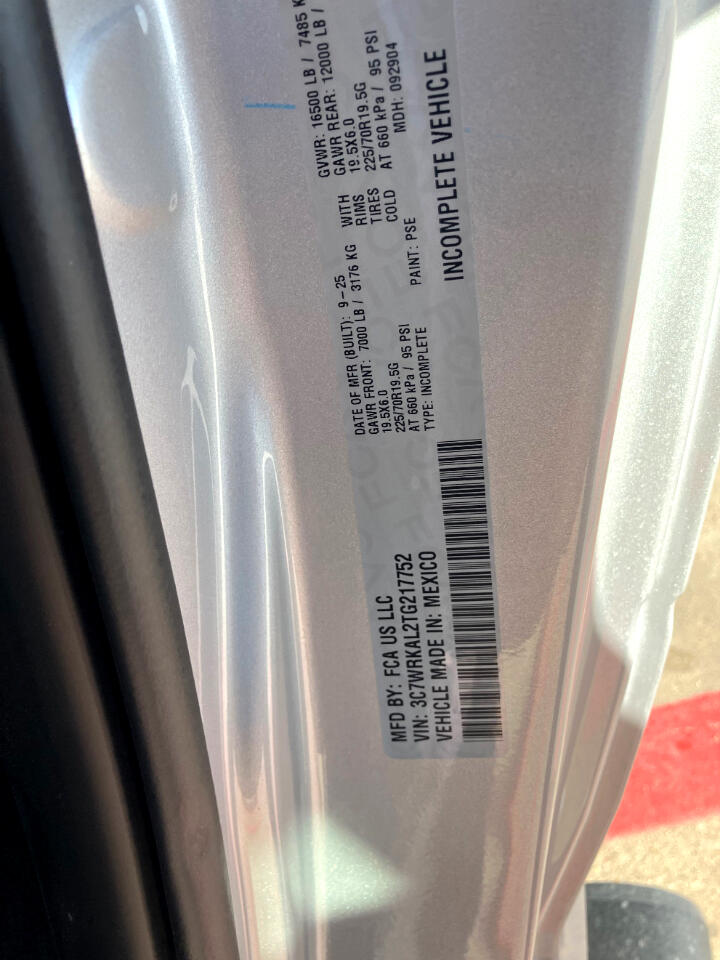 MFD BY: FCA US LLC
VIN: 3C7WRKAL2TG217752
VEHICLE MADE IN: MEXICO
DATE OF MFR (BUILT): 9-25
GAWR FRONT: 7000 LB / 3176 KG WITH
19.5X6.0 RIMS
225/70R19.5G TIRES
AT 660 kPa / 95 PSI COLD
TYPE: INCOMPLETE PAINT: PSE
GVWR: 16500 LB / 7485 K
GAWR REAR: 12000 LB /
19.5X6.0
225/70R19.5G
AT 660 kPa / 95 PSI
MDH: 092904
INCOMPLETE VEHICLE